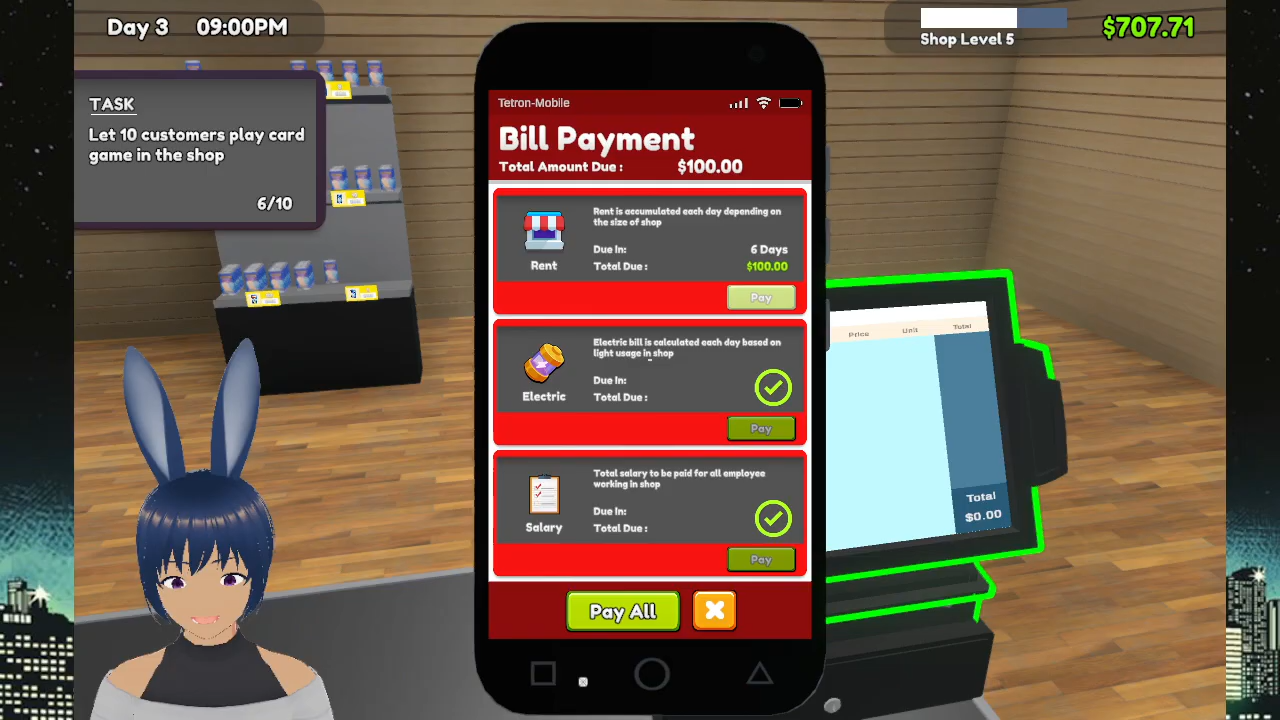 Day 3 09:00PM
Shop Level 5
$707.71
TASK
Let 10 customers play card
game in the shop
6/10
Tetron-Mobile
Bill Payment
Total Amount Due : $100.00
Rent is accumulated each day depending on
the size of shop
Due In: 6 Days
Total Due : $100.00
Rent
Pay
Electric bill is calculated each day based on
light usage in shop
Due In:
Total Due :
Electric
Pay
Total salary to be paid for all employee
working in shop
Due In:
Total Due :
Salary
Pay
Pay All
Price Unit Total
Total
$0.00